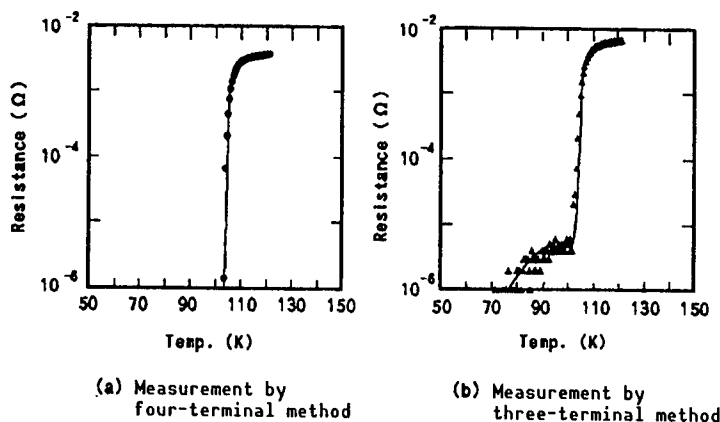 10⁻²
10⁻⁴
10⁻⁶
Resistance (Ω)
50 70 90 110 130 150
Temp. (K)
(a) Measurement by
four-terminal method
10⁻²
10⁻⁴
10⁻⁶
Resistance (Ω)
50 70 90 110 130 150
Temp. (K)
(b) Measurement by
three-terminal method